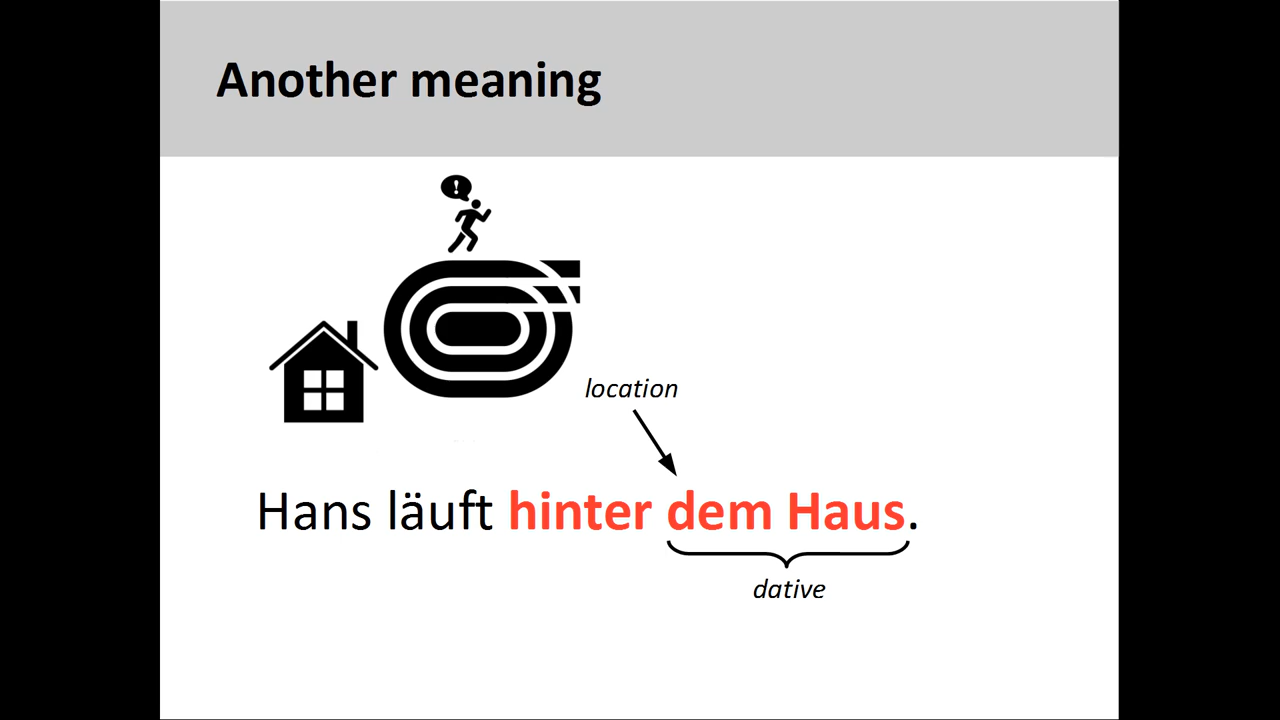 Another meaning
!
location
Hans läuft hinter dem Haus.
dative